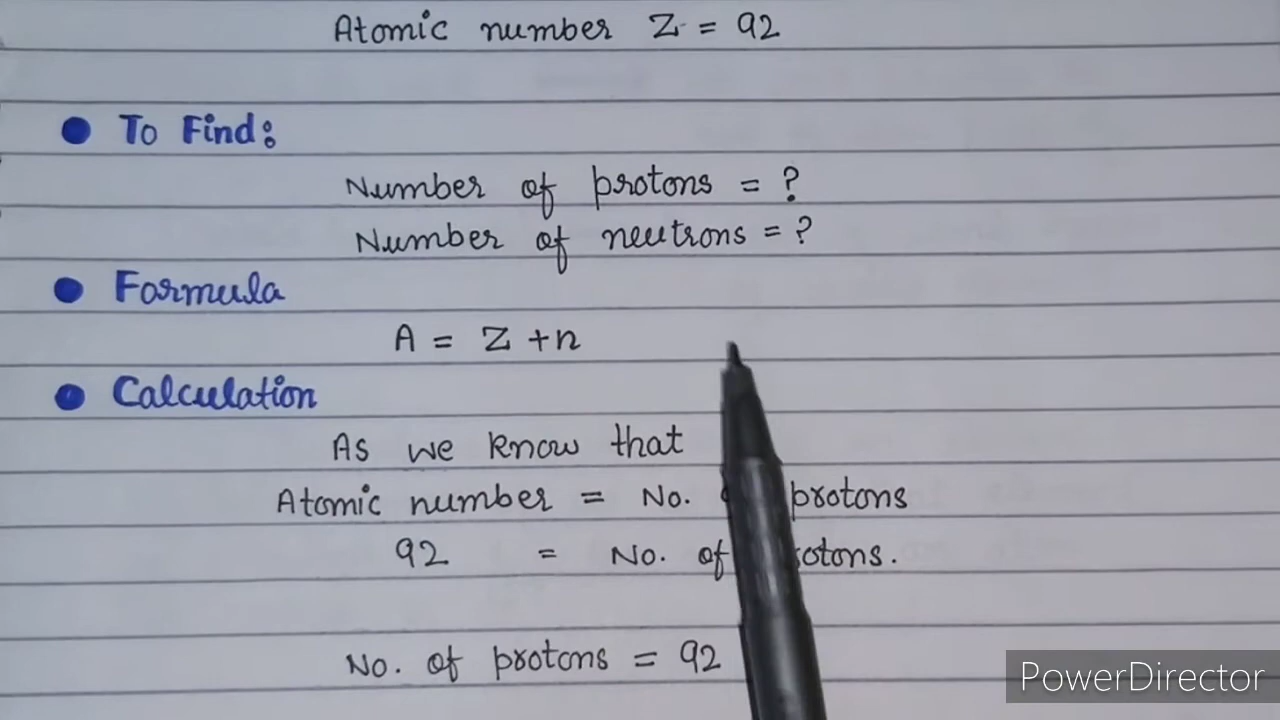 Atomic number Z = 92
• To Find:
Number of protons = ?
Number of neutrons = ?
• Formula
A = Z + n
• Calculation
As we know that
Atomic number = No. protons
92 = No. of
No. of protons = 92
PowerDirector